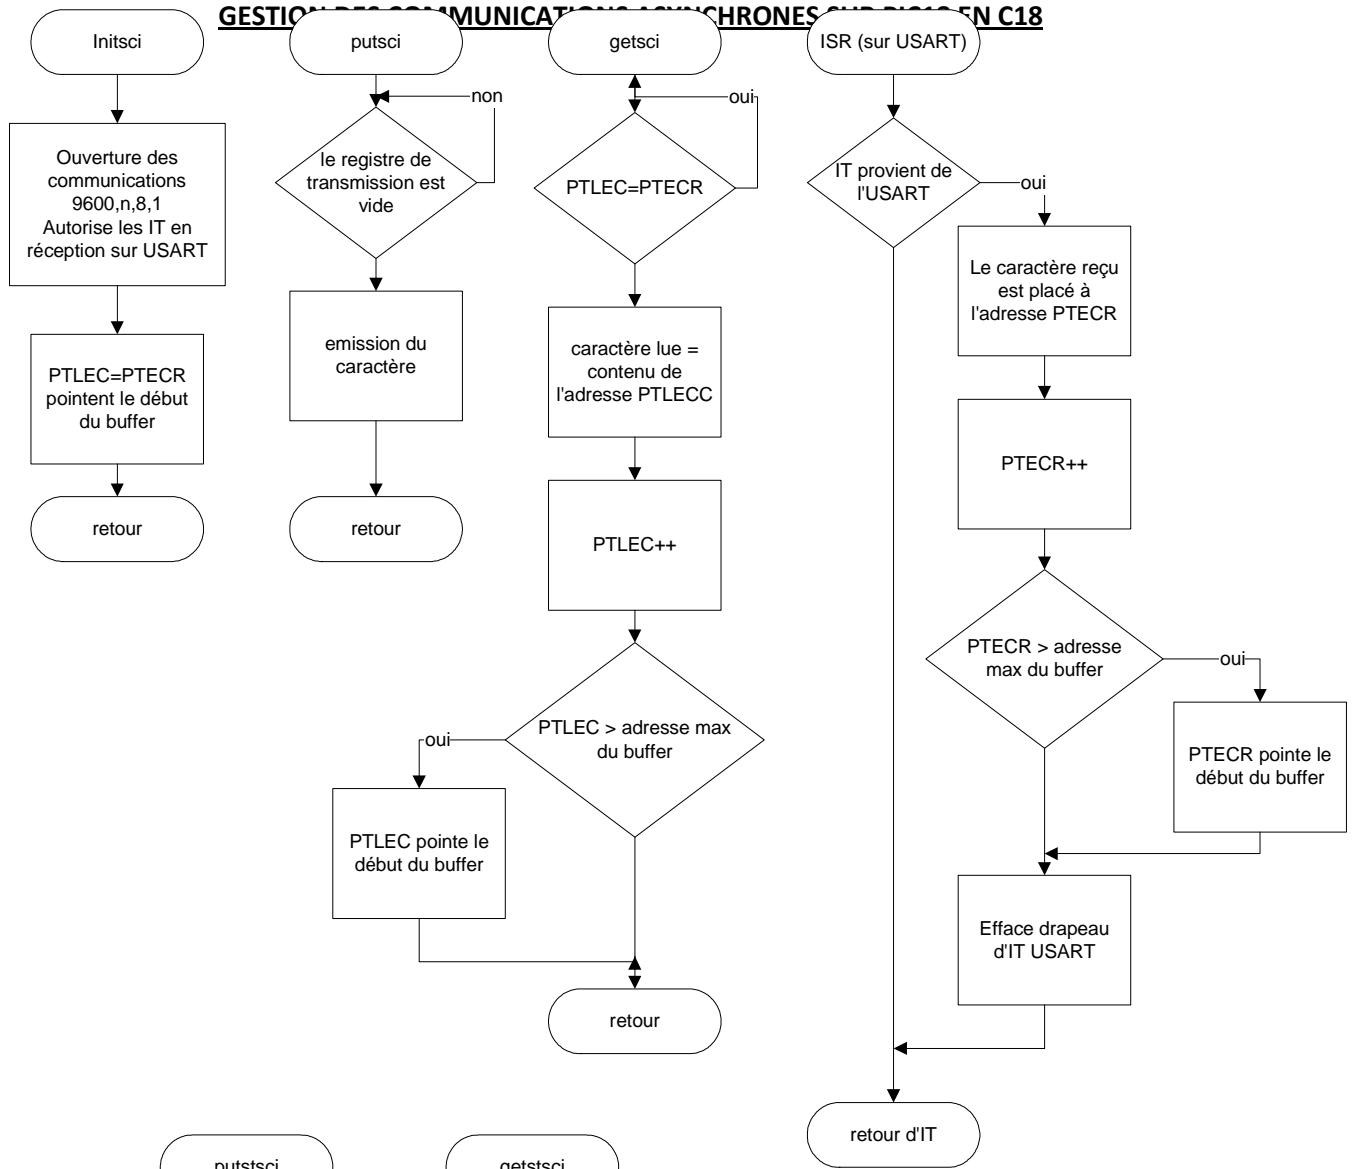 GESTION DES COMMUNICATIONS ASYNCHRONES SUR PIC18 EN C18
Initsci
Ouverture des
communications
9600,n,8,1
Autorise les IT en
réception sur USART
PTLEC=PTECR
pointent le début
du buffer
retour
putsci
non
le registre de
transmission est
vide
emission du
caractère
retour
getsci
oui
PTLEC=PTECR
caractère lue =
contenu de
l'adresse PTLECC
PTLEC++
PTLEC > adresse max
du buffer
oui
PTLEC pointe le
début du buffer
retour
ISR (sur USART)
IT provient de
l'USART
oui
Le caractère reçu
est placé à
l'adresse PTECR
PTECR++
PTECR > adresse
max du buffer
oui
PTECR pointe le
début du buffer
Efface drapeau
d'IT USART
retour d'IT
putstsci
getstsci